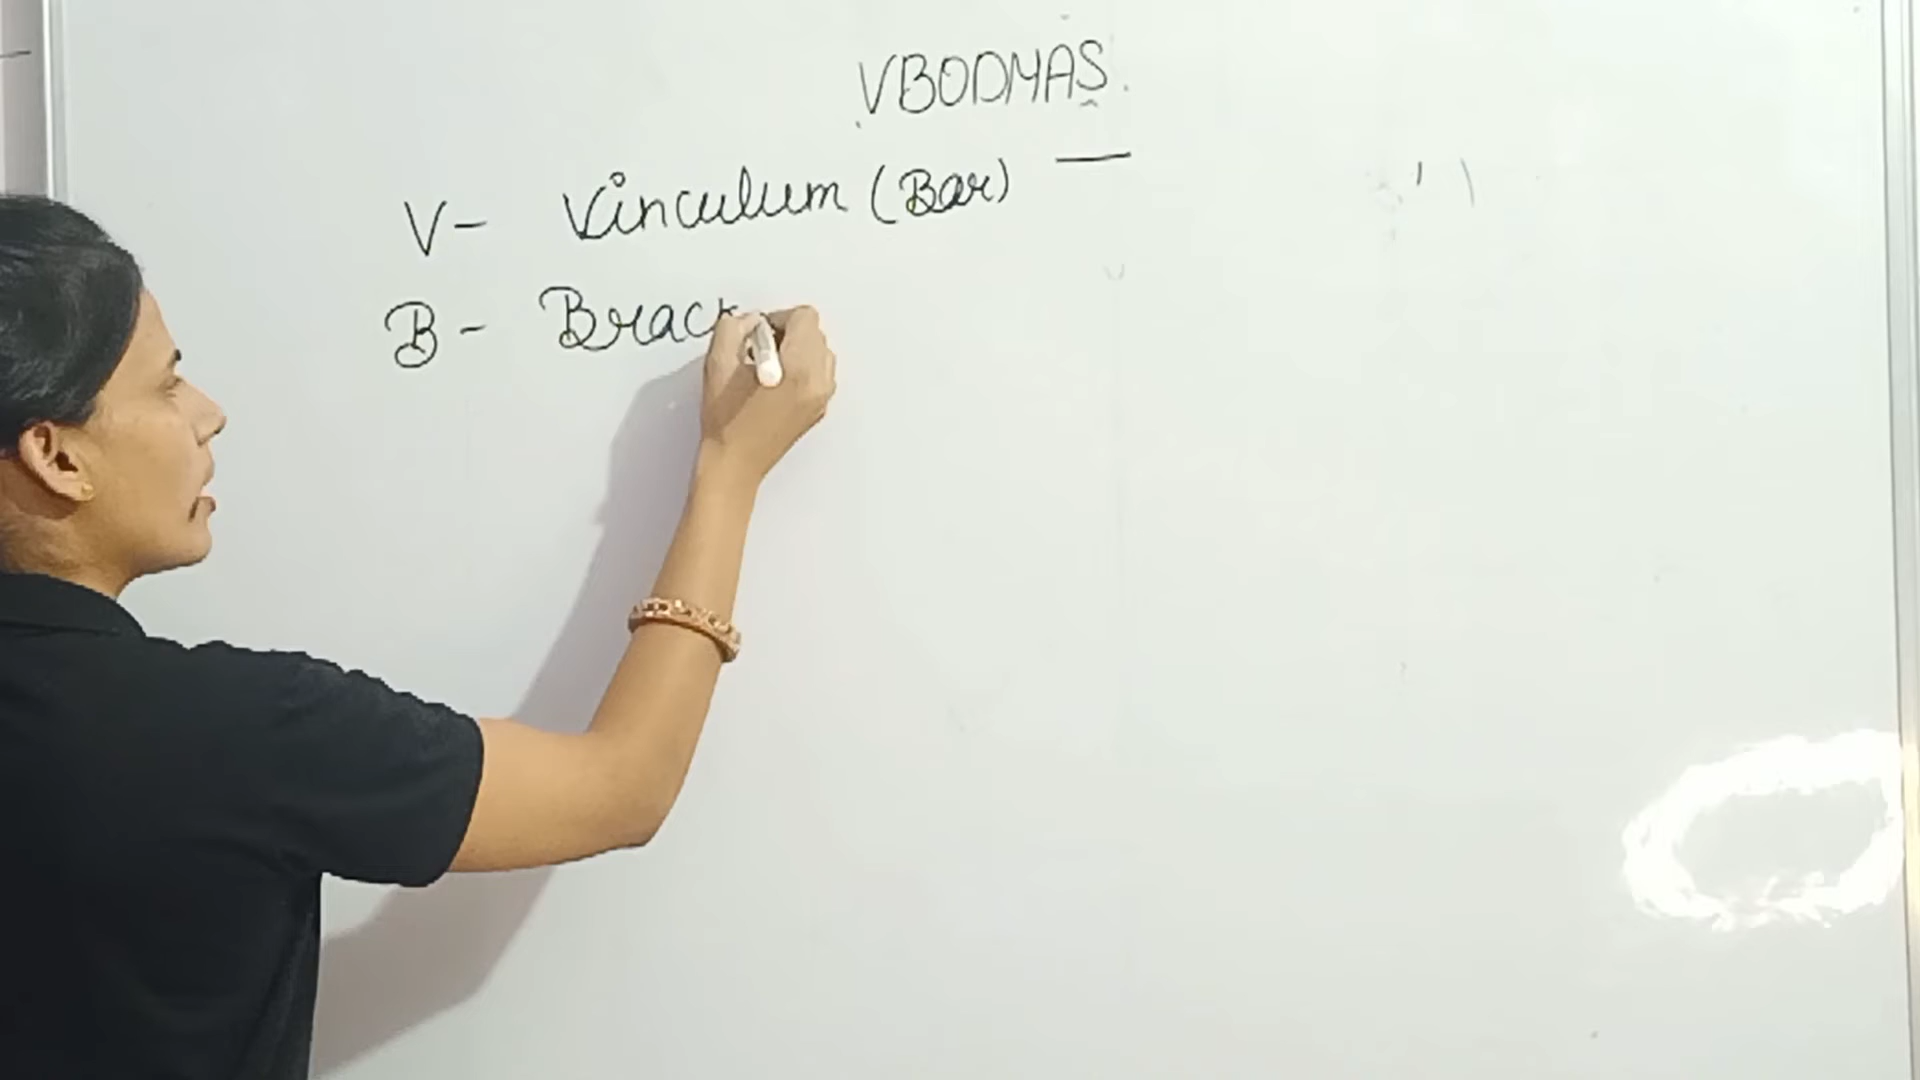 VBODMAS.
V- Vinculum (Bar) —
B - Brack